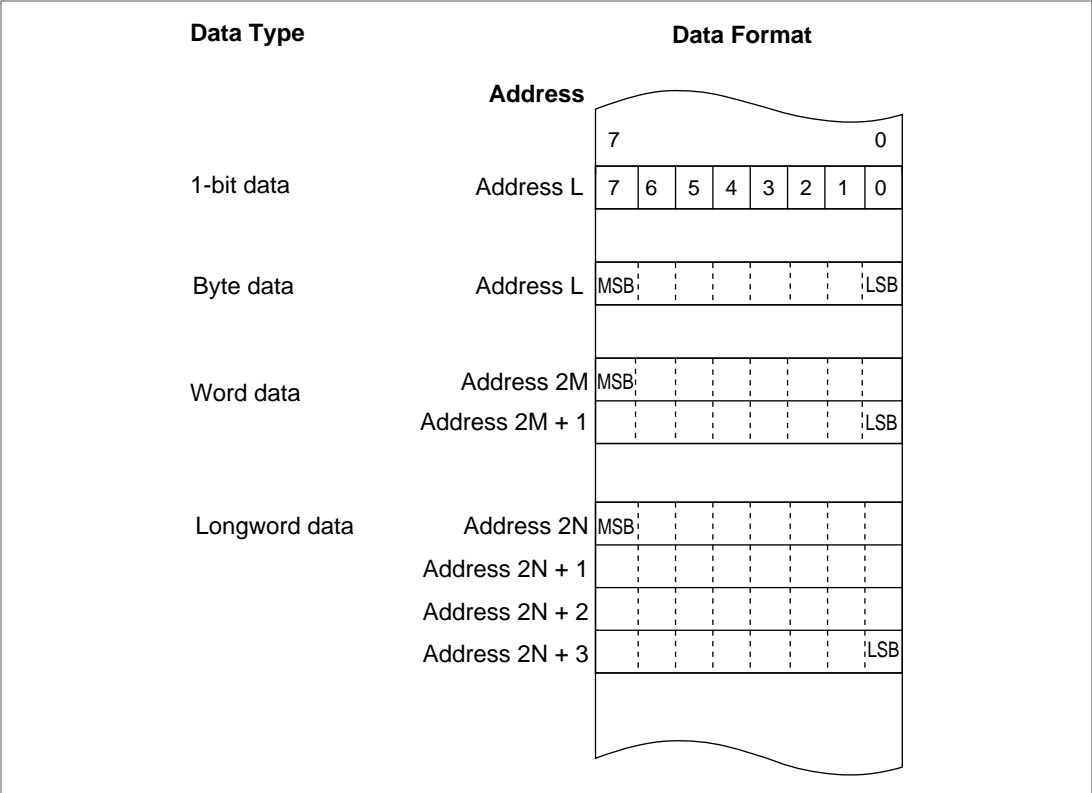 Data Type Data Format
Address
7 0
1-bit data Address L 7 6 5 4 3 2 1 0
Byte data Address L MSB LSB
Word data Address 2M MSB
Address 2M + 1 LSB
Longword data Address 2N MSB
Address 2N + 1
Address 2N + 2
Address 2N + 3 LSB